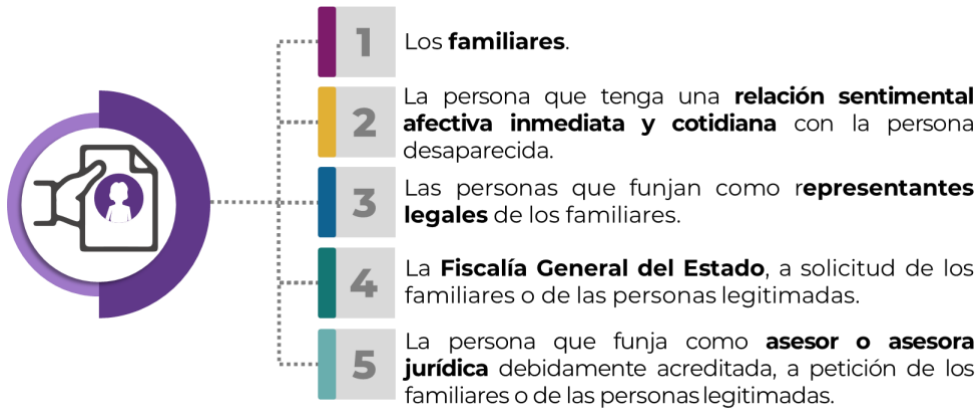 1
Los familiares.
2
La persona que tenga una relación sentimental
afectiva inmediata y cotidiana con la persona
desaparecida.
3
Las personas que funjan como representantes
legales de los familiares.
4
La Fiscalía General del Estado, a solicitud de los
familiares o de las personas legitimadas.
5
La persona que funja como asesor o asesora
jurídica debidamente acreditada, a petición de los
familiares o de las personas legitimadas.